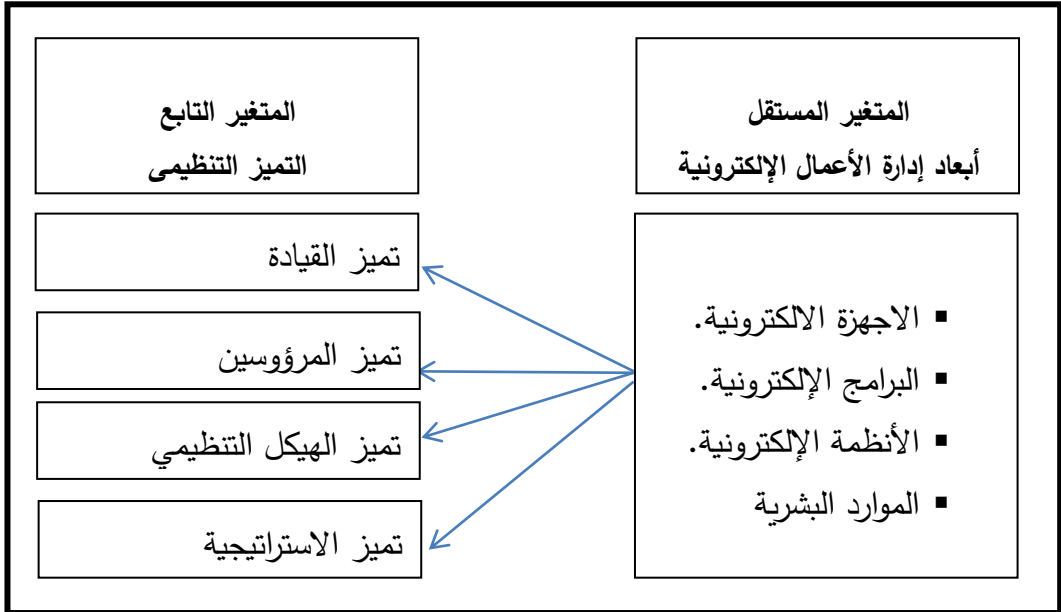 المتغير المستقل
أبعاد إدارة الأعمال الإلكترونية
▪ الاجهزة الالكترونية.
▪ البرامج الإلكترونية.
▪ الأنظمة الإلكترونية.
▪ الموارد البشرية
المتغير التابع
التميز التنظيمى
تميز القيادة
تميز المرؤوسين
تميز الهيكل التنظيمي
تميز الاستراتيجية